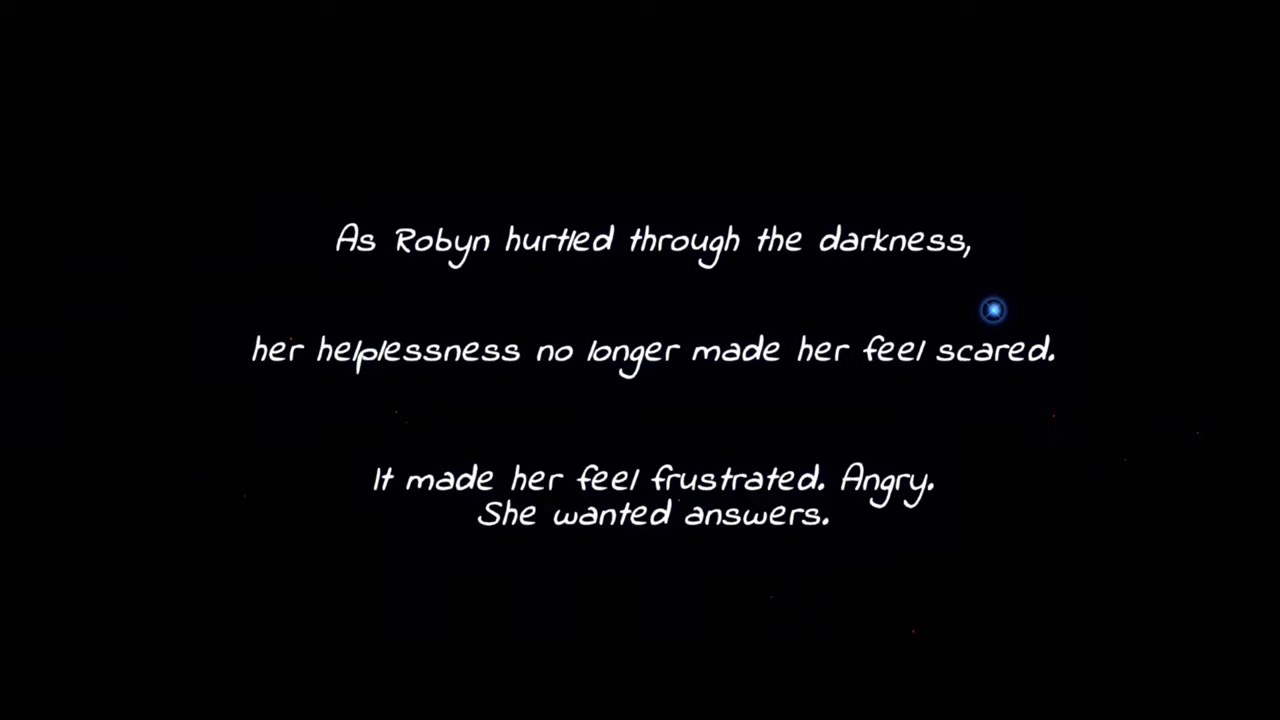 As Robyn hurtled through the darkness,
her helplessness no longer made her feel scared.
It made her feel frustrated. Angry.
She wanted answers.